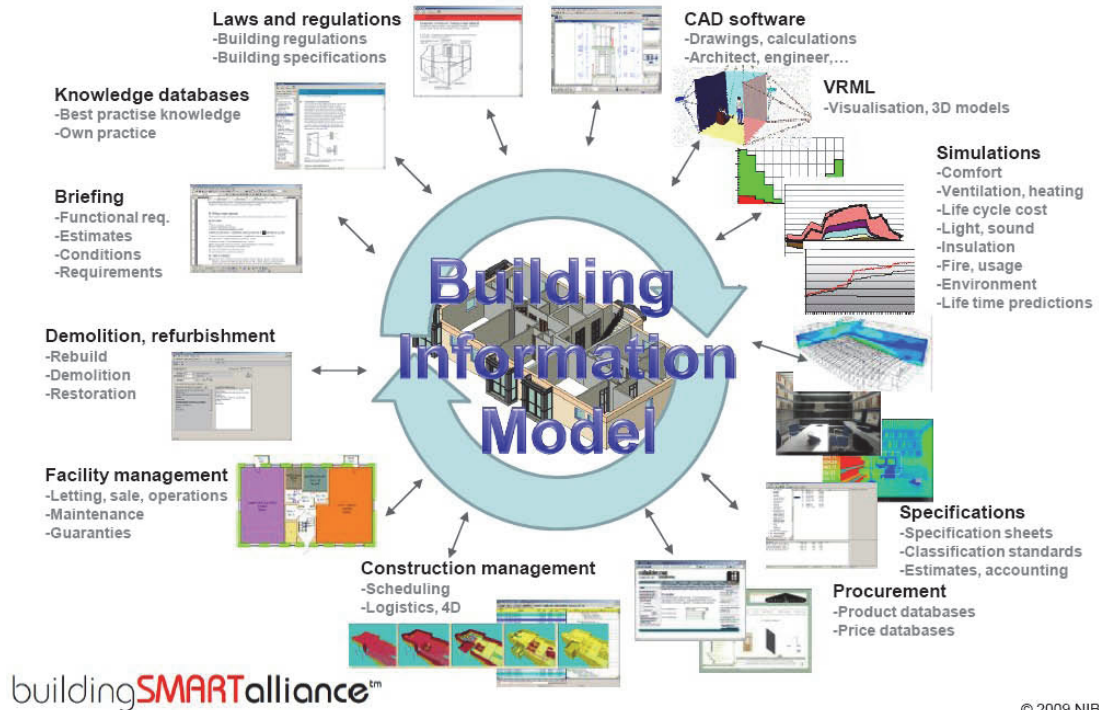 Laws and regulations
-Building regulations
-Building specifications
CAD software
-Drawings, calculations
-Architect, engineer,...
VRML
-Visualisation, 3D models
Knowledge databases
-Best practise knowledge
-Own practice
Simulations
-Comfort
-Ventilation, heating
-Life cycle cost
-Light, sound
-Insulation
-Fire, usage
-Environment
-Life time predictions
Briefing
-Functional req.
-Estimates
-Conditions
-Requirements
Building
Information
Model
Demolition, refurbishment
-Rebuild
-Demolition
-Restoration
Facility management
-Letting, sale, operations
-Maintenance
-Guaranties
Specifications
-Specification sheets
-Classification standards
-Estimates, accounting
Construction management
-Scheduling
-Logistics, 4D
Procurement
-Product databases
-Price databases
buildingSMARTalliance™
© 2009 NIB